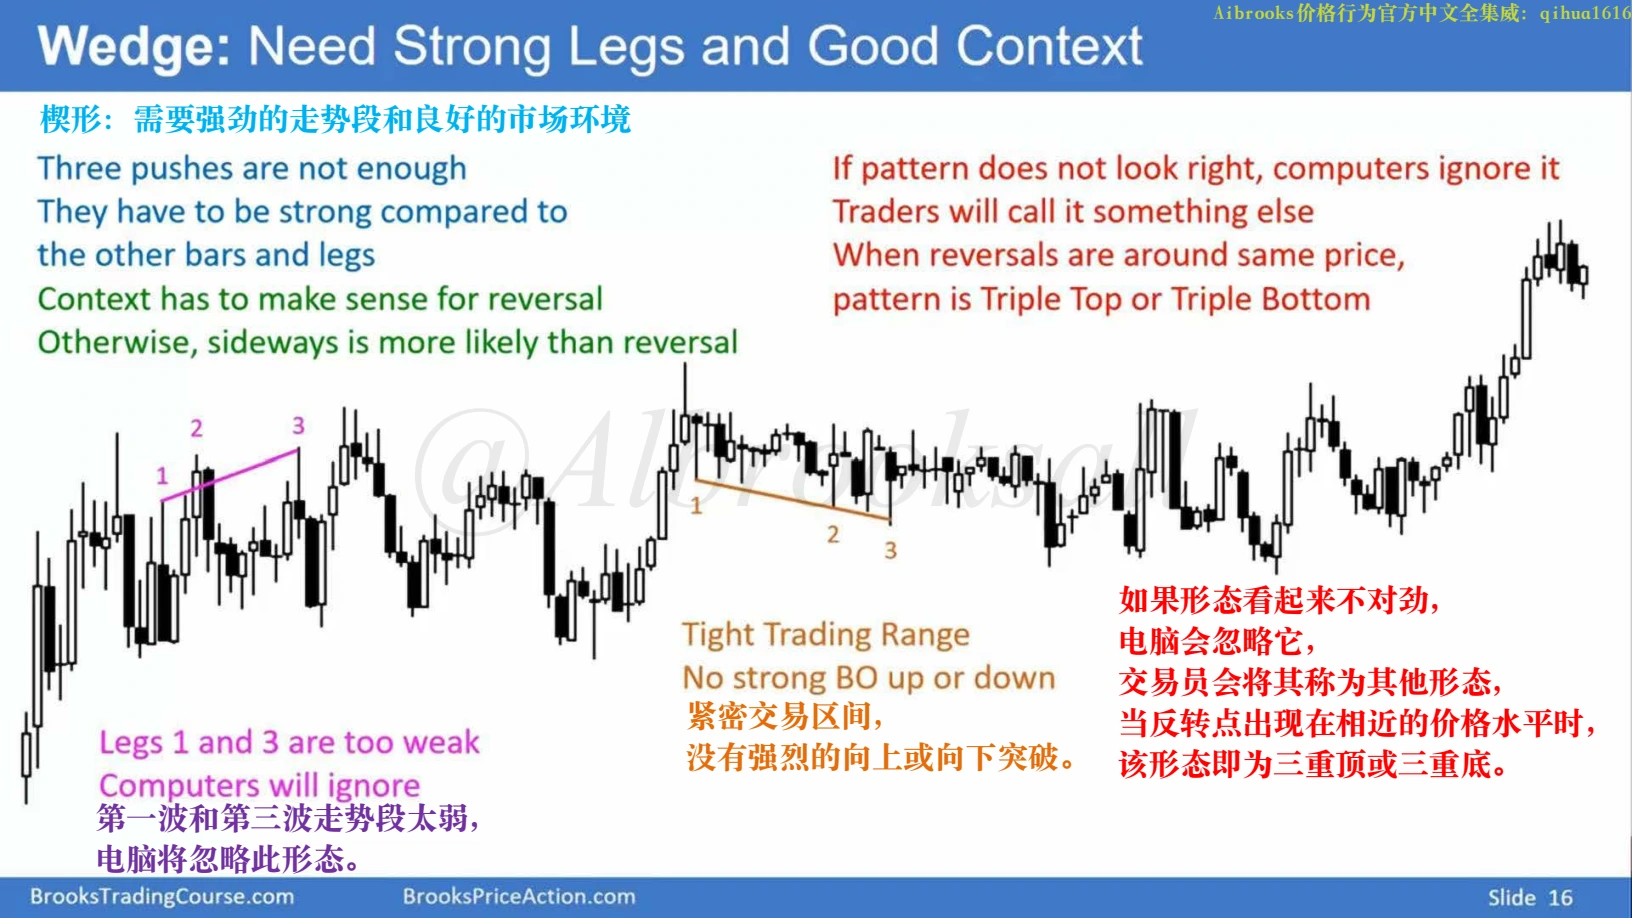 Aibrooks价格行为官方中文全集威：qihua1616
Wedge: Need Strong Legs and Good Context
楔形：需要强劲的走势段和良好的市场环境
Three pushes are not enough
They have to be strong compared to
the other bars and legs
Context has to make sense for reversal
Otherwise, sideways is more likely than reversal
If pattern does not look right, computers ignore it
Traders will call it something else
When reversals are around same price,
pattern is Triple Top or Triple Bottom
1
2
3
@Albrooksall
1
2
3
Legs 1 and 3 are too weak
Computers will ignore
第一波和第三波走势段太弱，
电脑将忽略此形态。
Tight Trading Range
No strong BO up or down
紧密交易区间，
没有强烈的向上或向下突破。
如果形态看起来不对劲，
电脑会忽略它，
交易员会将其称为其他形态，
当反转点出现在相近的价格水平时，
该形态即为三重顶或三重底。
BrooksTradingCourse.com
BrooksPriceAction.com
Slide 16